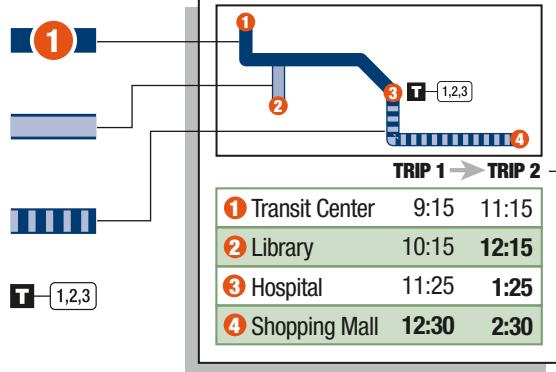 1
T 1,2,3
1
2
3 T 1,2,3
4
TRIP 1 TRIP 2
1 Transit Center 9:15 11:15
2 Library 10:15 12:15
3 Hospital 11:25 1:25
4 Shopping Mall 12:30 2:30